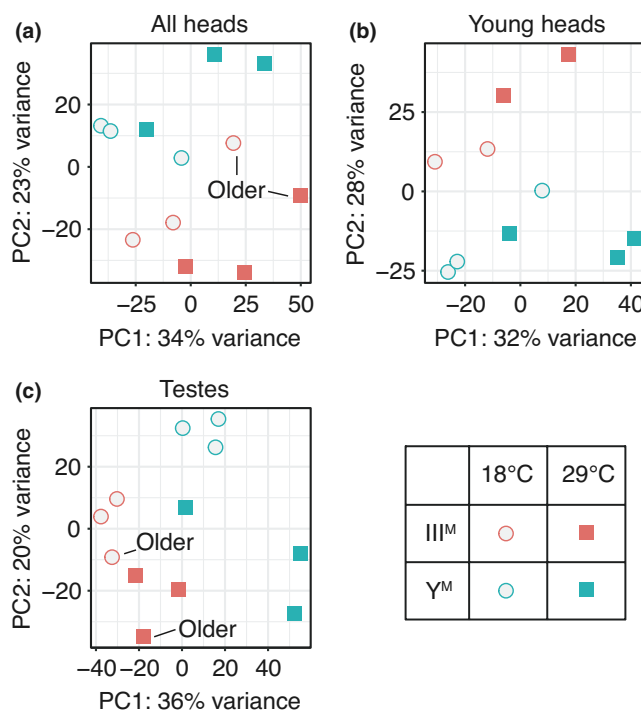 (a) All heads
PC2: 23% variance
20
0
−20
Older
−25 0 25 50
PC1: 34% variance
(b) Young heads
PC2: 28% variance
25
0
−25
−20 0 20 40
PC1: 32% variance
(c) Testes
PC2: 20% variance
20
0
−20
Older
Older
−40 −20 0 20 40
PC1: 36% variance
18°C 29°C
IIIᴹ
Yᴹ